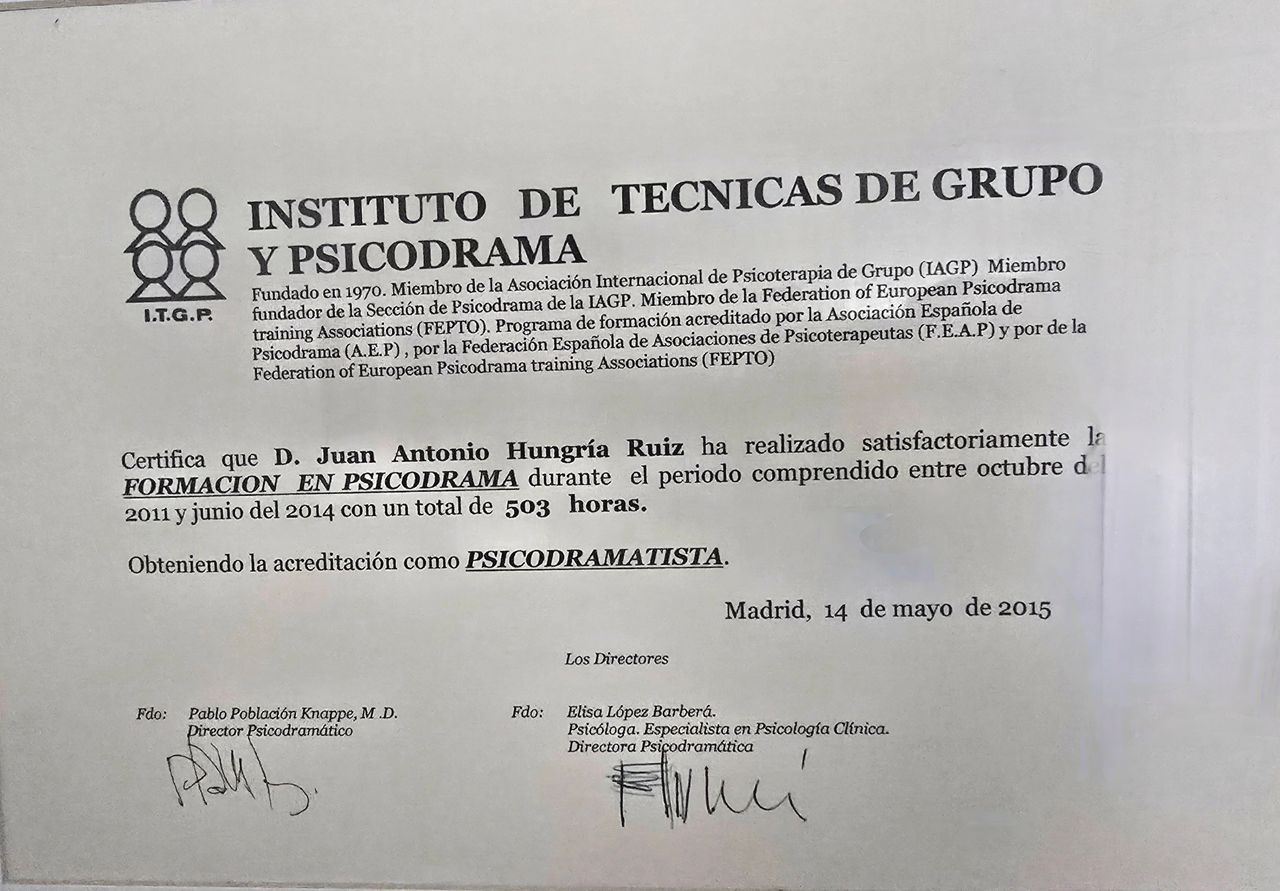 INSTITUTO DE TECNICAS DE GRUPO
Y PSICODRAMA
I.T.G.P.
Fundado en 1970. Miembro de la Asociación Internacional de Psicoterapia de Grupo (IAGP) Miembro
fundador de la Sección de Psicodrama de la IAGP. Miembro de la Federation of European Psicodrama
training Associations (FEPTO). Programa de formación acreditado por la Asociación Española de
Psicodrama (A.E.P) , por la Federación Española de Asociaciones de Psicoterapeutas (F.E.A.P) y por de la
Federation of European Psicodrama training Associations (FEPTO)
Certifica que D. Juan Antonio Hungría Ruiz ha realizado satisfactoriamente la
FORMACION EN PSICODRAMA durante el periodo comprendido entre octubre del
2011 y junio del 2014 con un total de 503 horas.
Obteniendo la acreditación como PSICODRAMATISTA.
Madrid, 14 de mayo de 2015
Los Directores
Fdo: Pablo Población Knappe, M .D.
Director Psicodramático
Fdo: Elisa López Barberá.
Psicóloga. Especialista en Psicología Clínica.
Directora Psicodramática